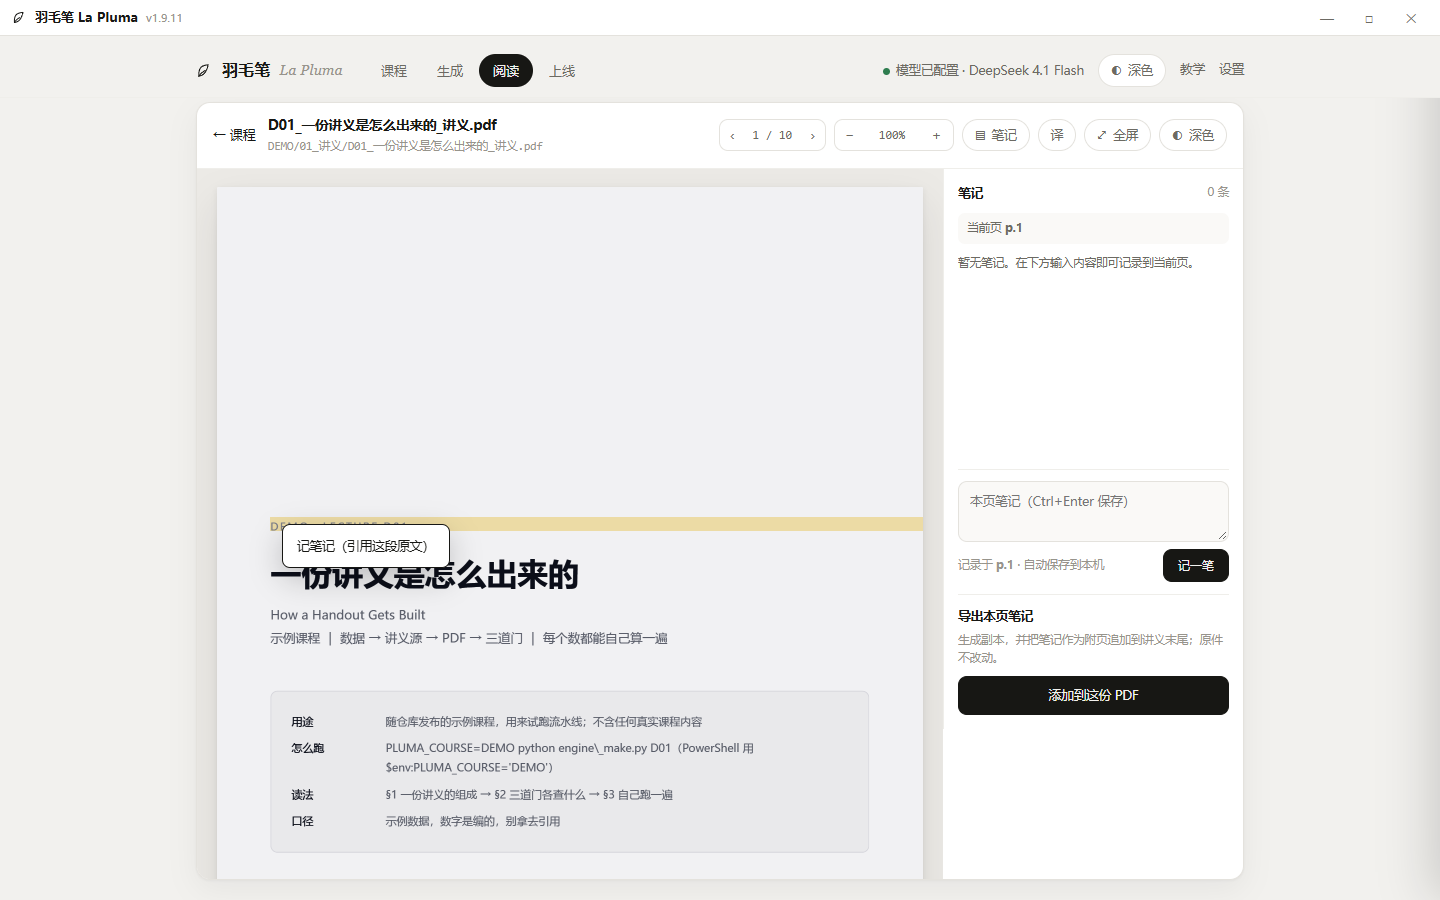 羽毛笔 La Pluma v1.9.11
羽毛笔 La Pluma 课程 生成 阅读 上线 模型已配置 · DeepSeek 4.1 Flash 深色 教学 设置
← 课程 D01_一份讲义是怎么出来的_讲义.pdf
DEMO/01_讲义/D01_一份讲义是怎么出来的_讲义.pdf
‹ 1 / 10 › − 100% + 笔记 译 全屏 深色
记笔记（引用这段原文）
一份讲义是怎么出来的
How a Handout Gets Built
示例课程 | 数据 → 讲义源 → PDF → 三道门 | 每个数都能自己算一遍
用途 随仓库发布的示例课程，用来试跑流水线；不含任何真实课程内容
怎么跑 PLUMA_COURSE=DEMO python engine\_make.py D01（PowerShell 用
$env:PLUMA_COURSE='DEMO'）
读法 §1 一份讲义的组成 → §2 三道门各查什么 → §3 自己跑一遍
口径 示例数据，数字是编的，别拿去引用
笔记 0 条
当前页 p.1
暂无笔记。在下方输入内容即可记录到当前页。
本页笔记（Ctrl+Enter 保存）
记录于 p.1 · 自动保存到本机 记一笔
导出本页笔记
生成副本，并把笔记作为附页追加到讲义末尾；原件
不改动。
添加到这份 PDF